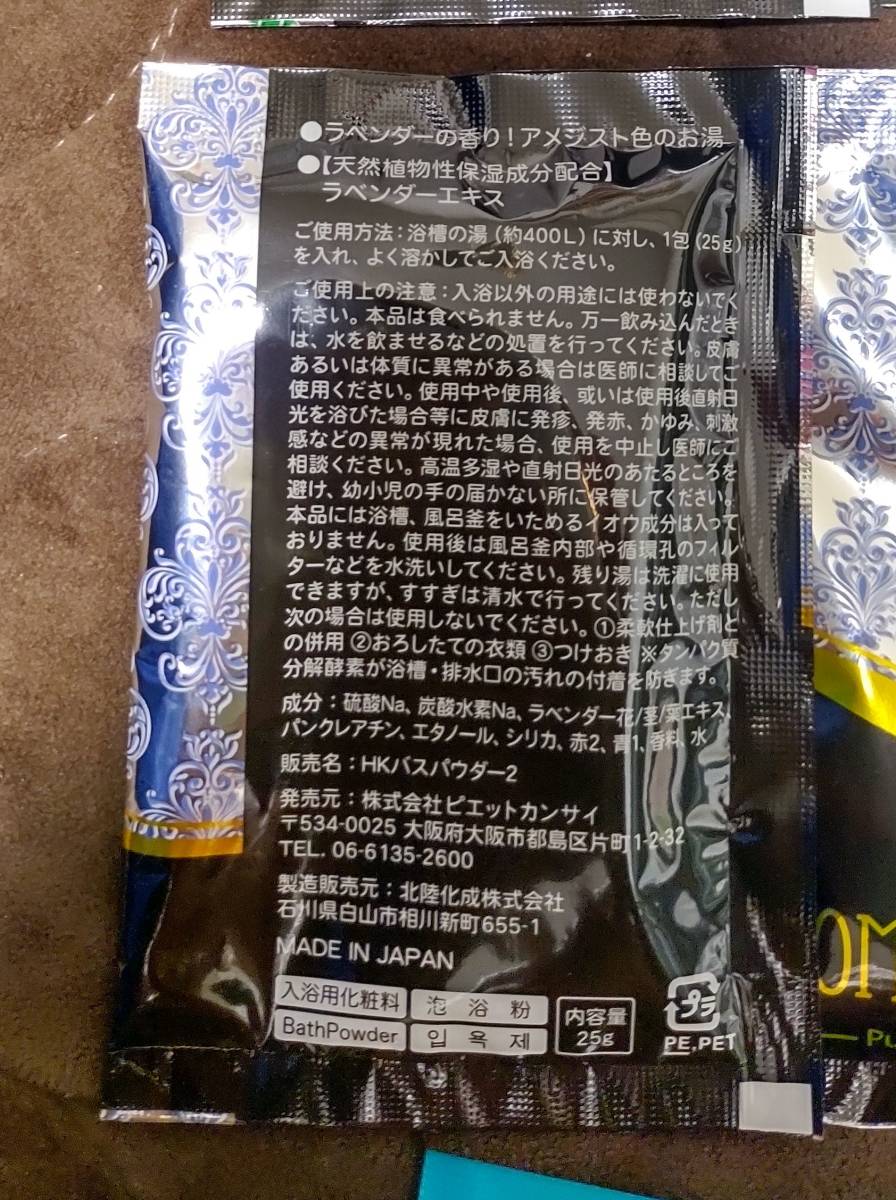 ●ラベンダーの香り！アメジスト色のお湯
●【天然植物性保湿成分配合】
ラベンダーエキス
ご使用方法：浴槽の湯（約400L）に対し、1包（25g）
を入れ、よく溶かしてご入浴ください。
ご使用上の注意：入浴以外の用途には使わないでく
ださい。本品は食べられません。万一飲み込んだとき
は、水を飲ませるなどの処置を行ってください。皮膚
あるいは体質に異常がある場合は医師に相談してご
使用ください。使用中や使用後、或いは使用後直射日
光を浴びた場合等に皮膚に発疹、発赤、かゆみ、刺激
感などの異常が現れた場合、使用を中止し医師にご
相談ください。高温多湿や直射日光のあたるところを
避け、幼小児の手の届かない所に保管してください。
本品には浴槽、風呂釜をいためるイオウ成分は入って
おりません。使用後は風呂釜内部や循環孔のフィル
ターなどを水洗いしてください。残り湯は洗濯に使用
できますが、すすぎは清水で行ってください。ただし
次の場合は使用しないでください。①柔軟仕上げ剤と
の併用 ②おろしたての衣類 ③つけおき ※タンパク質
分解酵素が浴槽・排水口の汚れの付着を防ぎます。
成分：硫酸Na、炭酸水素Na、ラベンダー花/茎/葉エキス、
パンクレアチン、エタノール、シリカ、赤2、青1、香料、水
販売名：HKバスパウダー2
発売元：株式会社ピエットカンサイ
〒534-0025 大阪府大阪市都島区片町1-2-32
TEL. 06-6135-2600
製造販売元：北陸化成株式会社
石川県白山市相川新町655-1
MADE IN JAPAN
入浴用化粧料 泡 浴 粉
BathPowder 입 욕 제
内容量
25g
プラ
PE,PET
OM
Pu